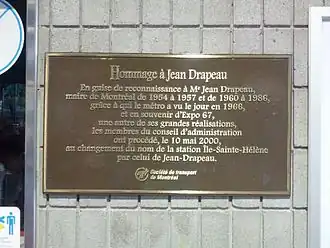 Hommage à Jean Drapeau
En guise de reconnaissance à Mr Jean Drapeau,
maire de Montréal de 1954 à 1957 et de 1960 à 1986,
grâce à qui le métro a vu le jour en 1966,
et en souvenir d'Expo 67,
une autre de ses grandes réalisations,
les membres du conseil d'administration
ont procédé, le 10 mai 2000,
au changement du nom de la station Île-Sainte-Hélène
par celui de Jean-Drapeau.
Société de transport
de Montréal